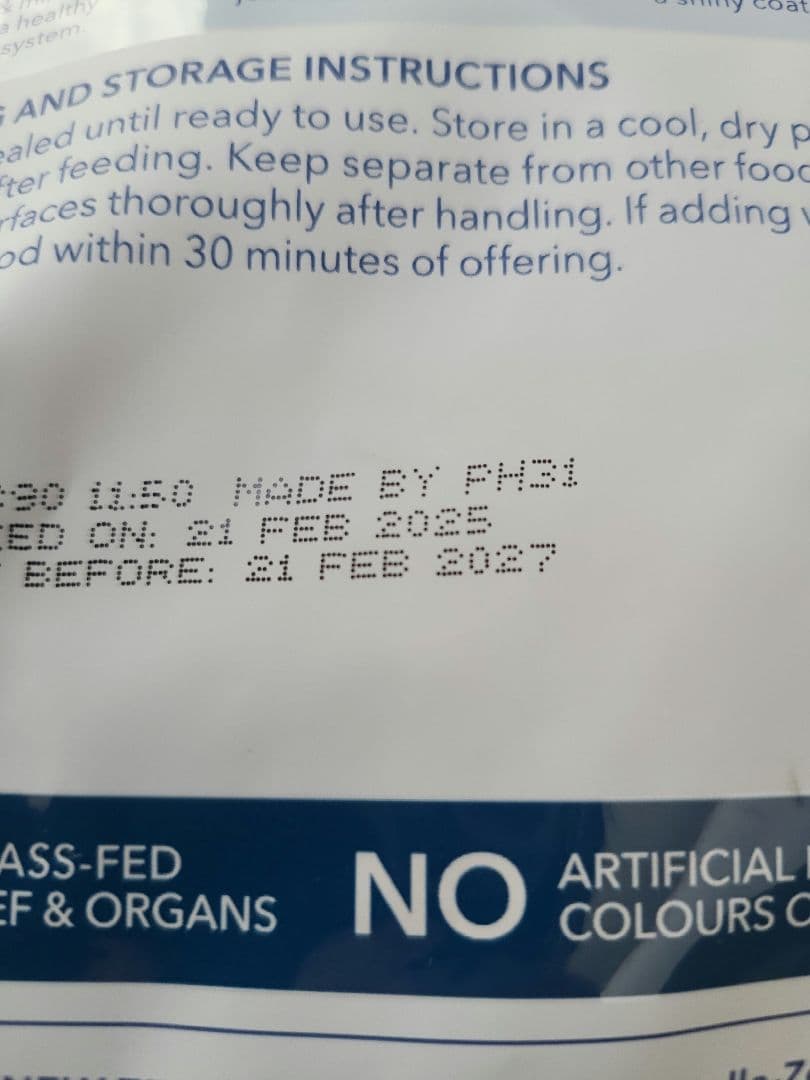 a healthy
system.
shiny coat
AND STORAGE INSTRUCTIONS
ealed until ready to use. Store in a cool, dry p
fter feeding. Keep separate from other food
rfaces thoroughly after handling. If adding
od within 30 minutes of offering.
:30 11:50 MADE BY PH31
ED ON: 21 FEB 2025
BEFORE: 21 FEB 2027
ASS-FED
EF & ORGANS
NO
ARTIFICIAL
COLOURS